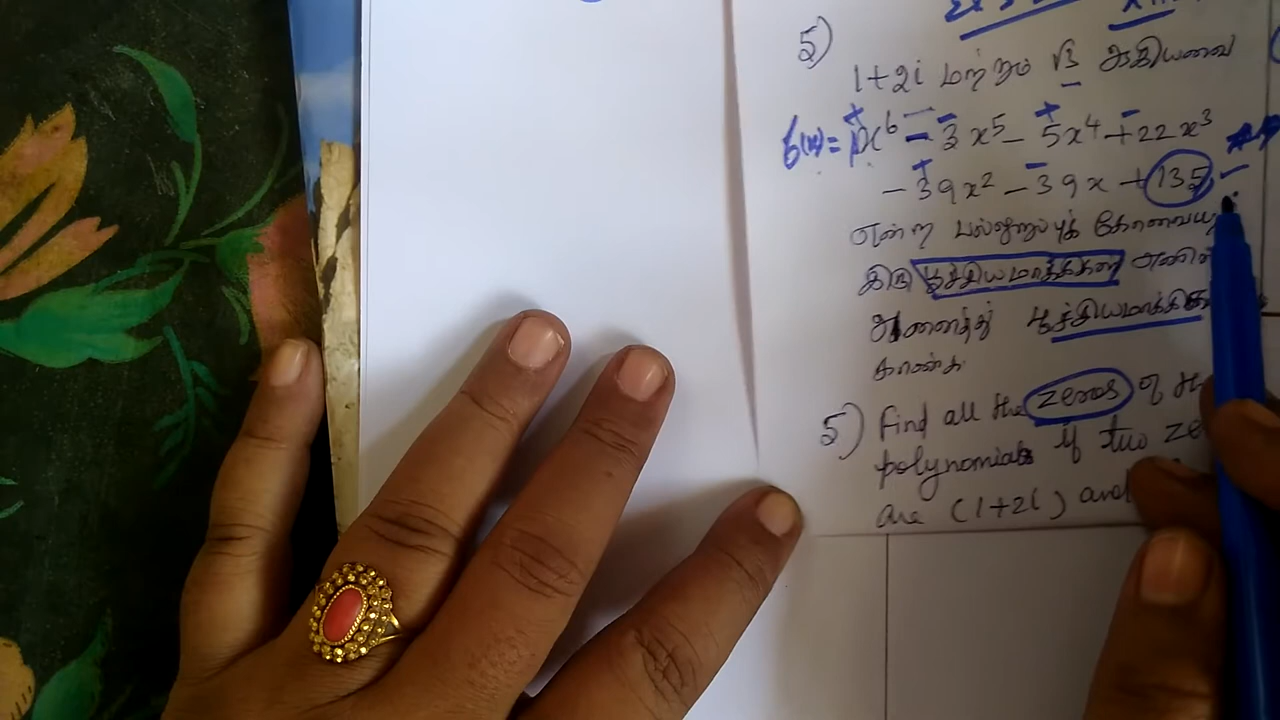 5)
1+2i மற்றும் √3 ஆகியவை
f(x) = x⁶ - 3x⁵ - 5x⁴ + 22x³
- 39x² - 39x + 135
என்ற பல்லுறுப்புக் கோவையி
இரு பூச்சியமாக்கிகள் எனில்
அனைத்து பூச்சியமாக்கிகள்
காண்க.
5) Find all the zeros of th
polynomials if two ze
are (1+2i) and